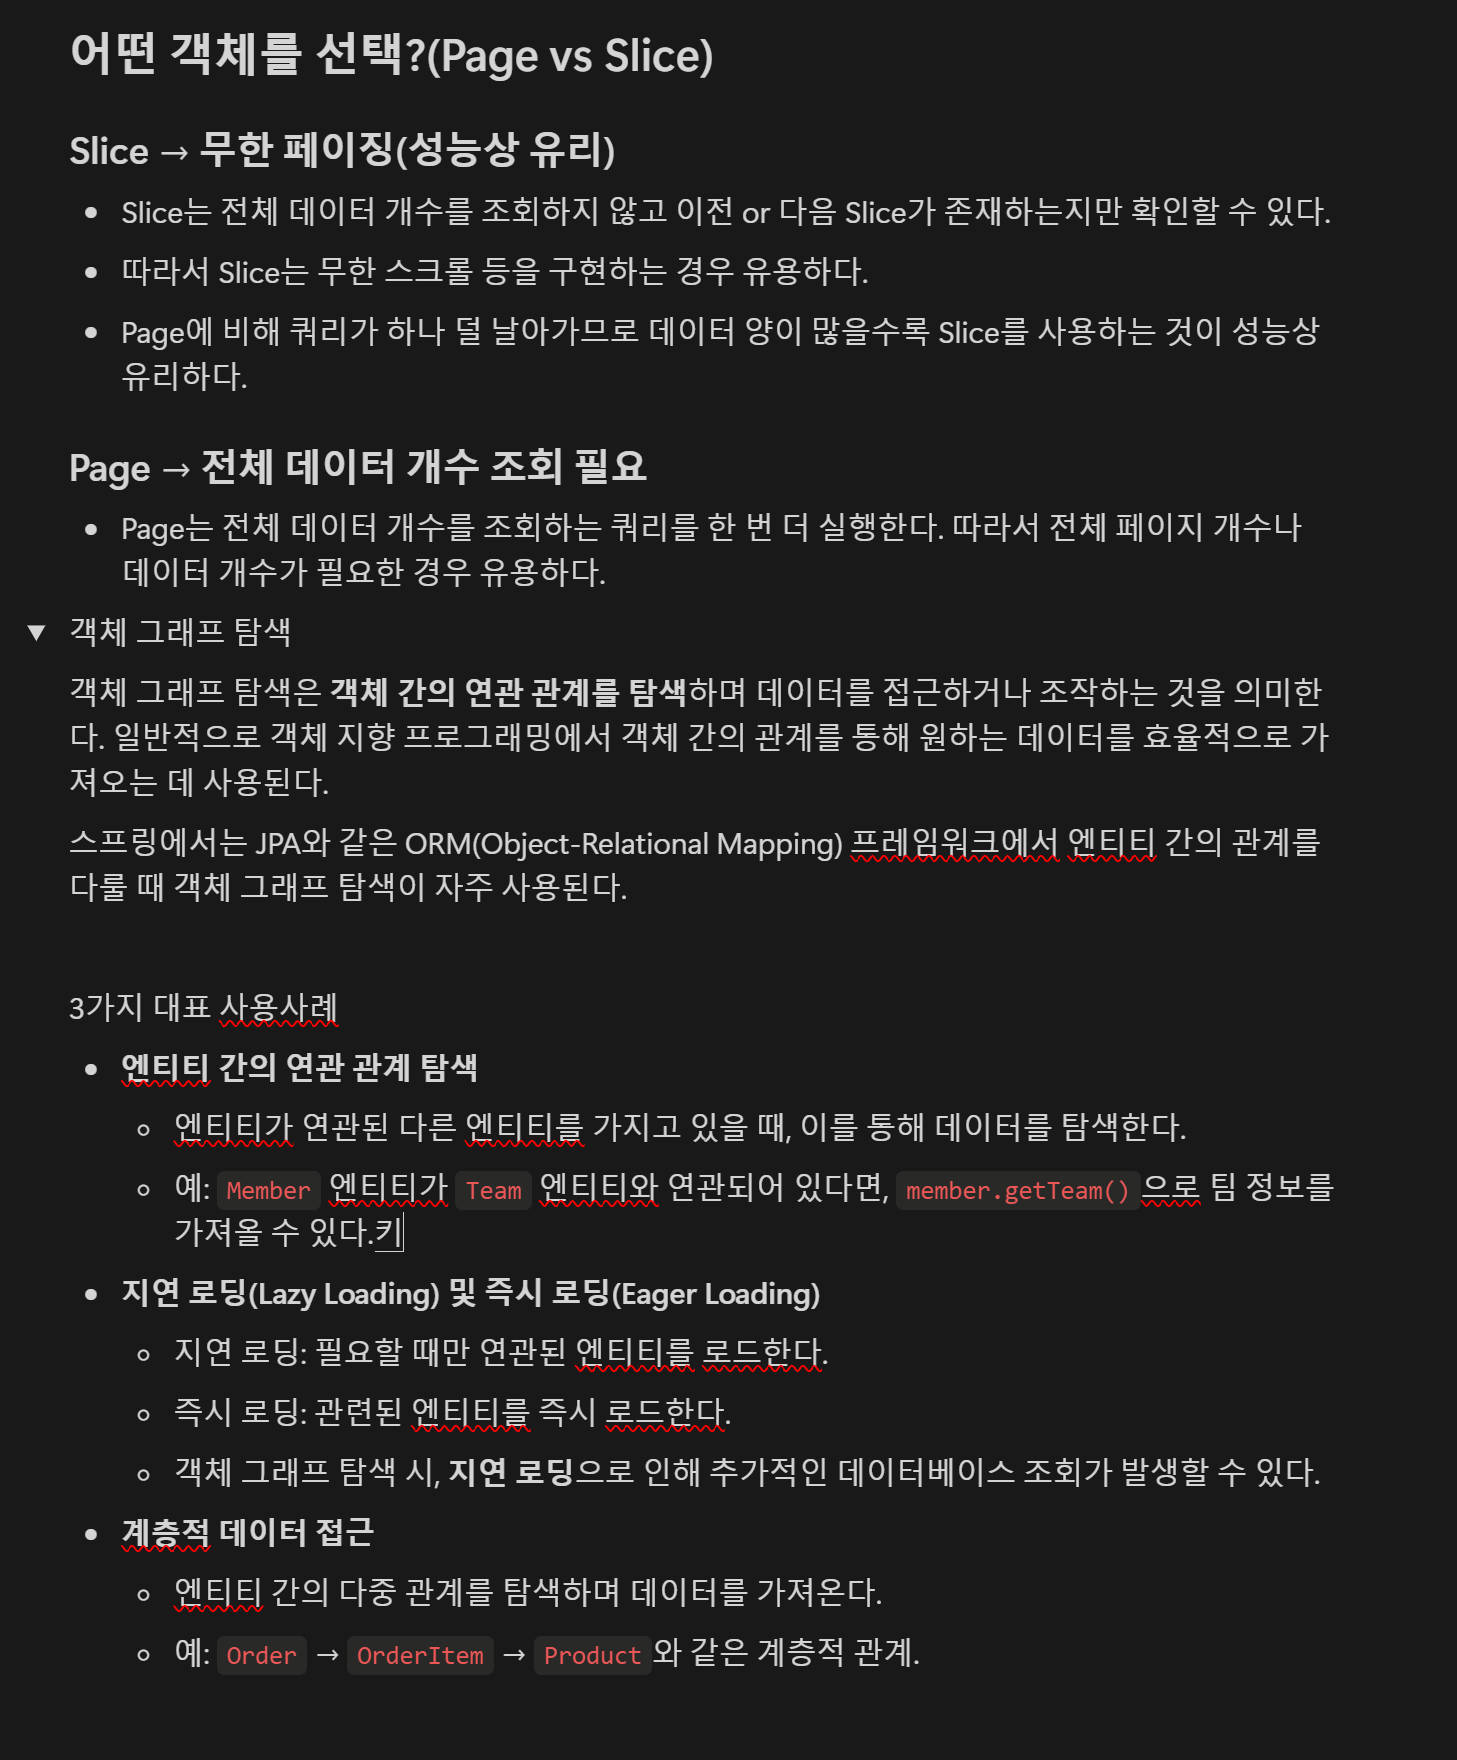 어떤 객체를 선택?(Page vs Slice)
Slice → 무한 페이징(성능상 유리)
• Slice는 전체 데이터 개수를 조회하지 않고 이전 or 다음 Slice가 존재하는지만 확인할 수 있다.
• 따라서 Slice는 무한 스크롤 등을 구현하는 경우 유용하다.
• Page에 비해 쿼리가 하나 덜 날아가므로 데이터 양이 많을수록 Slice를 사용하는 것이 성능상
유리하다.
Page → 전체 데이터 개수 조회 필요
• Page는 전체 데이터 개수를 조회하는 쿼리를 한 번 더 실행한다. 따라서 전체 페이지 개수나
데이터 개수가 필요한 경우 유용하다.
▼ 객체 그래프 탐색
객체 그래프 탐색은 객체 간의 연관 관계를 탐색하며 데이터를 접근하거나 조작하는 것을 의미한
다. 일반적으로 객체 지향 프로그래밍에서 객체 간의 관계를 통해 원하는 데이터를 효율적으로 가
져오는 데 사용된다.
스프링에서는 JPA와 같은 ORM(Object-Relational Mapping) 프레임워크에서 엔티티 간의 관계를
다룰 때 객체 그래프 탐색이 자주 사용된다.
3가지 대표 사용사례
• 엔티티 간의 연관 관계 탐색
◦ 엔티티가 연관된 다른 엔티티를 가지고 있을 때, 이를 통해 데이터를 탐색한다.
◦ 예: Member 엔티티가 Team 엔티티와 연관되어 있다면, member.getTeam()으로 팀 정보를
가져올 수 있다.키
• 지연 로딩(Lazy Loading) 및 즉시 로딩(Eager Loading)
◦ 지연 로딩: 필요할 때만 연관된 엔티티를 로드한다.
◦ 즉시 로딩: 관련된 엔티티를 즉시 로드한다.
◦ 객체 그래프 탐색 시, 지연 로딩으로 인해 추가적인 데이터베이스 조회가 발생할 수 있다.
• 계층적 데이터 접근
◦ 엔티티 간의 다중 관계를 탐색하며 데이터를 가져온다.
◦ 예: Order → OrderItem → Product와 같은 계층적 관계.